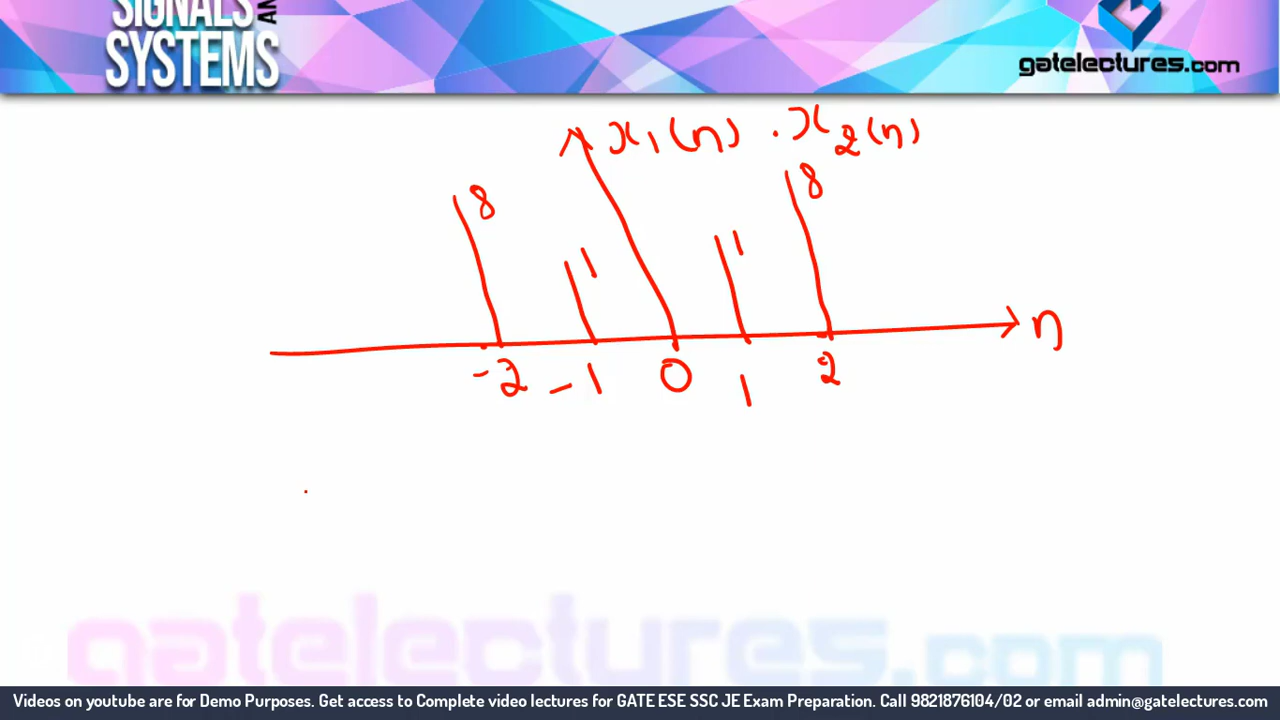 SIGNALS AN
SYSTEMS
gatelectures.com
x₁(n) . x₂(n)
8 1 1 8
n
-2 -1 0 1 2
gatelectures.com
Videos on youtube are for Demo Purposes. Get access to Complete video lectures for GATE ESE SSC JE Exam Preparation. Call 9821876104/02 or email admin@gatelectures.com